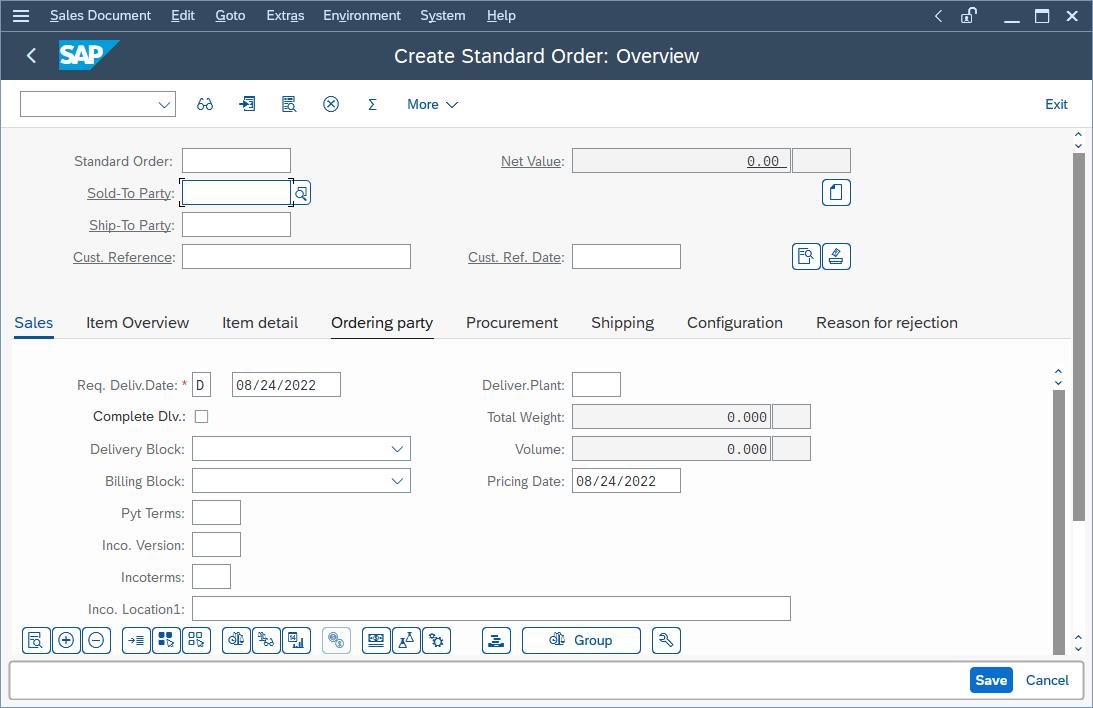 Sales Document Edit Goto Extras Environment System Help
SAP Create Standard Order: Overview
More Exit
Standard Order: Net Value: 0.00
Sold-To Party:
Ship-To Party:
Cust. Reference: Cust. Ref. Date:
Sales Item Overview Item detail Ordering party Procurement Shipping Configuration Reason for rejection
Req. Deliv.Date: * D 08/24/2022 Deliver.Plant:
Complete Dlv.: Total Weight: 0.000
Delivery Block: Volume: 0.000
Billing Block: Pricing Date: 08/24/2022
Pyt Terms:
Inco. Version:
Incoterms:
Inco. Location1:
Group
Save Cancel